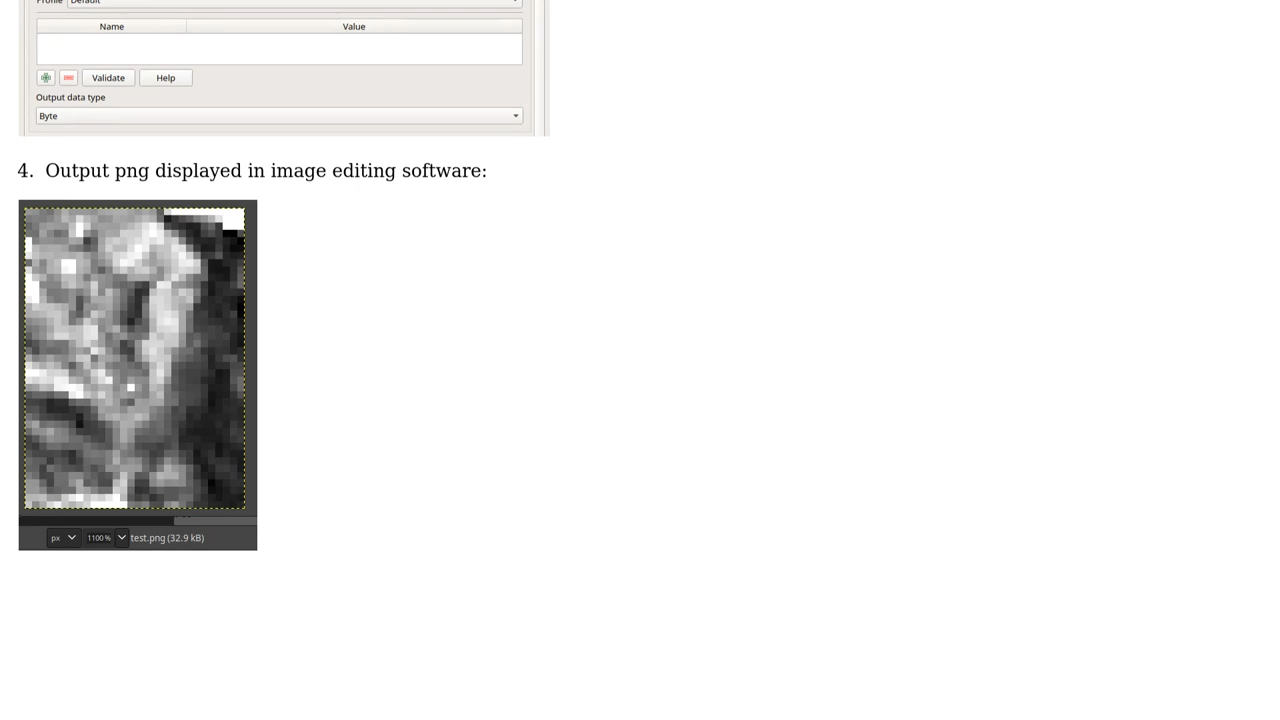 Profile Default
Name Value
Validate Help
Output data type
Byte
4. Output png displayed in image editing software:
px 1100% test.png (32.9 kB)